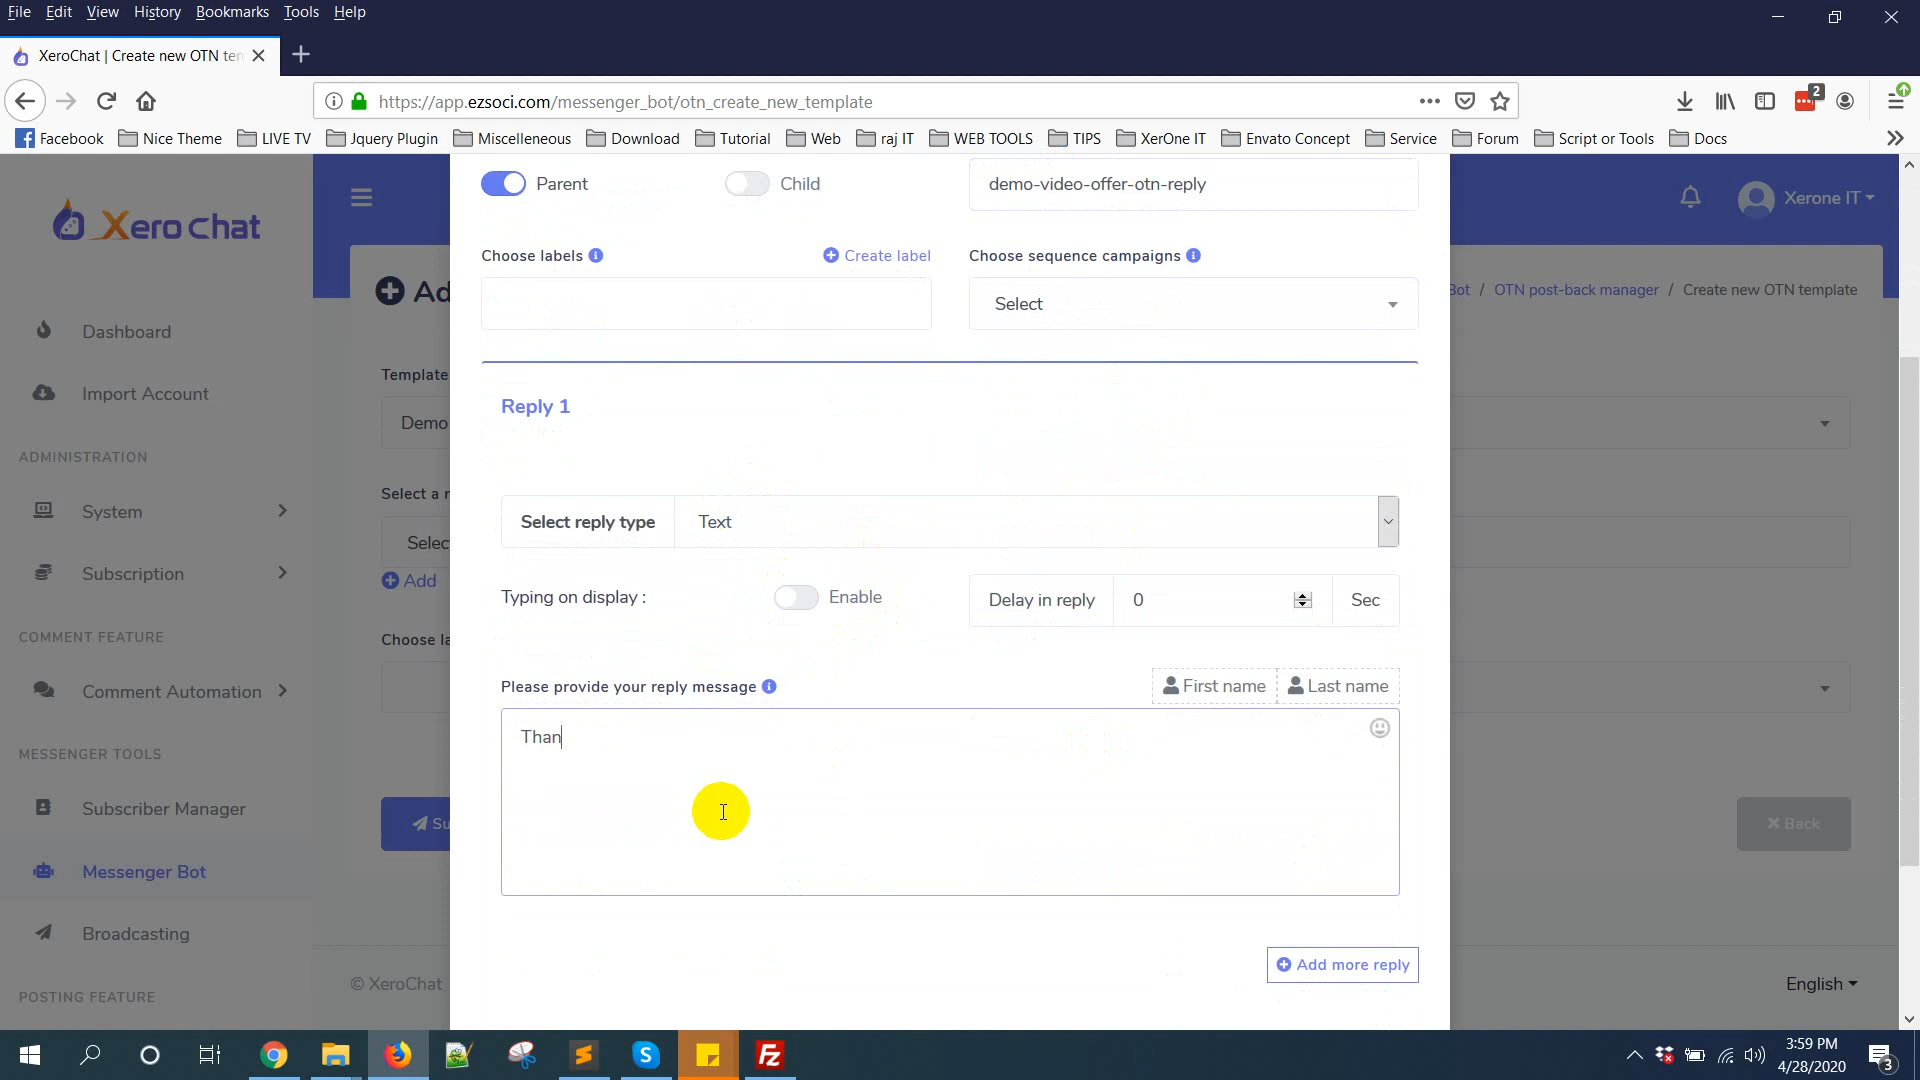 File Edit View History Bookmarks Tools Help
XeroChat | Create new OTN tem
https://app.ezsoci.com/messenger_bot/otn_create_new_template
2
Facebook Nice Theme LIVE TV Jquery Plugin Miscelleneous Download Tutorial Web raj IT WEB TOOLS TIPS XerOne IT Envato Concept Service Forum Script or Tools Docs
Parent Child demo-video-offer-otn-reply
Xero Chat
Xerone IT
Choose labels Create label Choose sequence campaigns
Select
Ad
Bot / OTN post-back manager / Create new OTN template
Dashboard
Template
Import Account
Reply 1
Demo
ADMINISTRATION
Select a r
System
Select reply type Text
Selec
Subscription
Add
Typing on display : Enable Delay in reply 0 Sec
COMMENT FEATURE
Choose la
Comment Automation
Please provide your reply message First name Last name
Than
MESSENGER TOOLS
Subscriber Manager
Su
Back
Messenger Bot
Broadcasting
Add more reply
© XeroChat
English
POSTING FEATURE
3:59 PM
4/28/2020
3